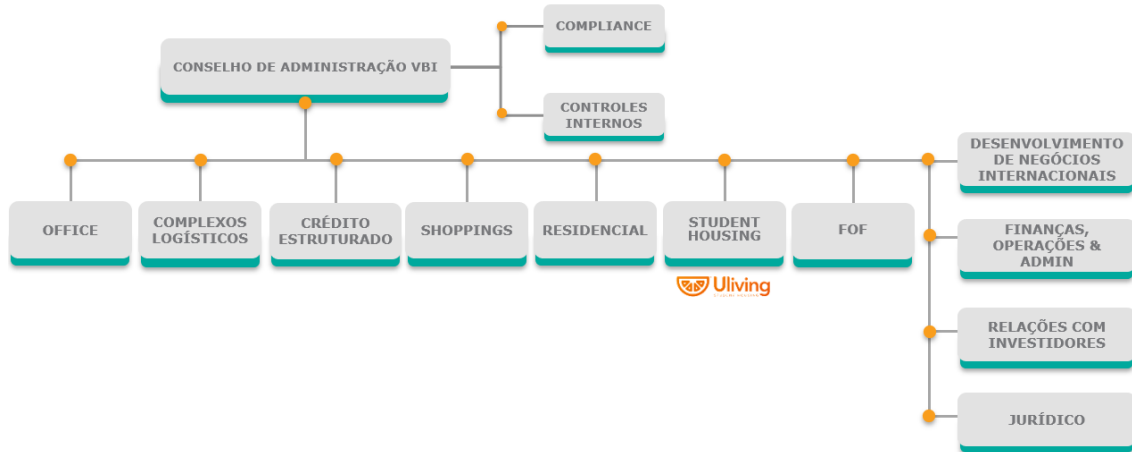 COMPLIANCE
CONSELHO DE ADMINISTRAÇÃO VBI
CONTROLES
INTERNOS
DESENVOLVIMENTO
DE NEGÓCIOS
INTERNACIONAIS
OFFICE
COMPLEXOS
LOGÍSTICOS
CRÉDITO
ESTRUTURADO
SHOPPINGS
RESIDENCIAL
STUDENT
HOUSING
FOF
Uliving
FINANÇAS,
OPERAÇÕES &
ADMIN
RELAÇÕES COM
INVESTIDORES
JURÍDICO